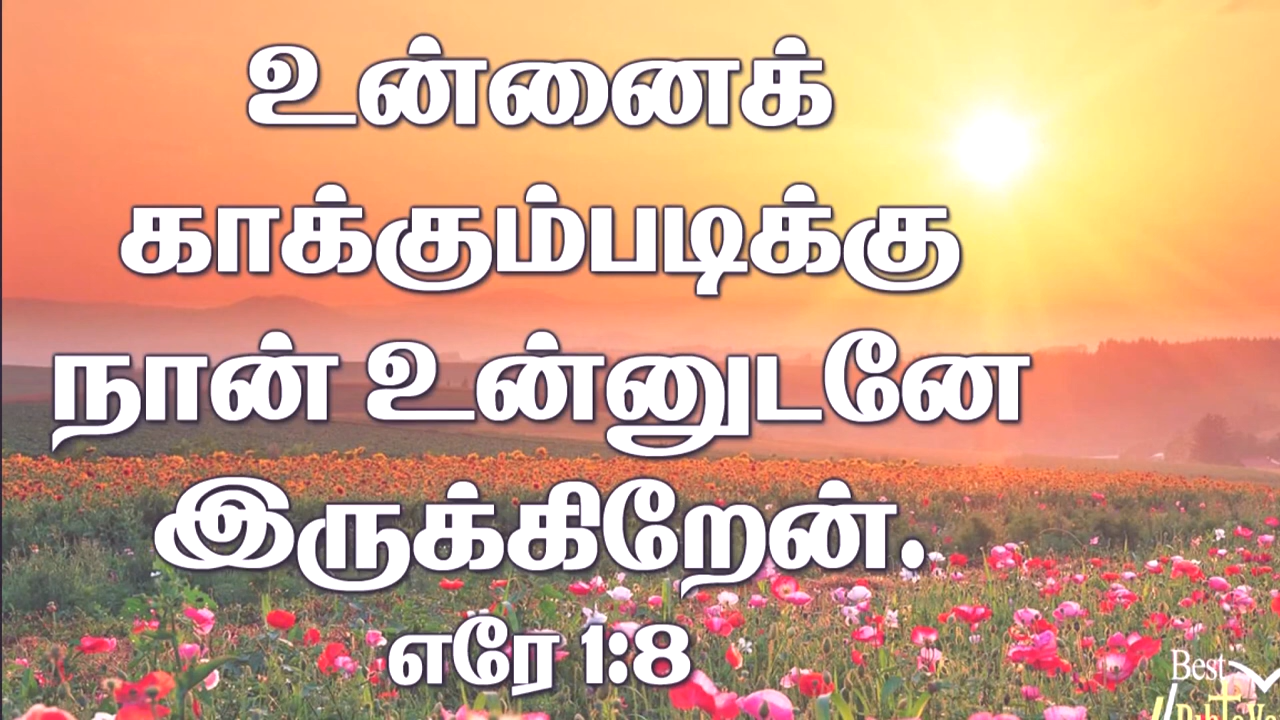 உன்னைக்
காக்கும்படிக்கு
நான் உன்னுடனே
இருக்கிறேன்.
எரே 1:8
Best